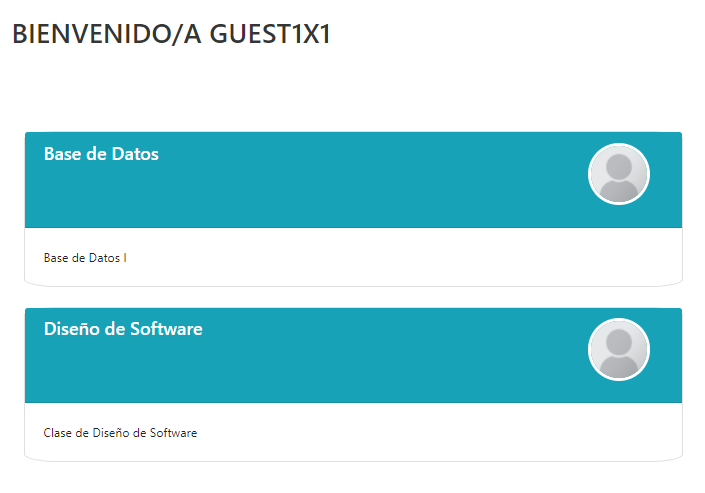 BIENVENIDO/A GUEST1X1
Base de Datos
Base de Datos I
Diseño de Software
Clase de Diseño de Software